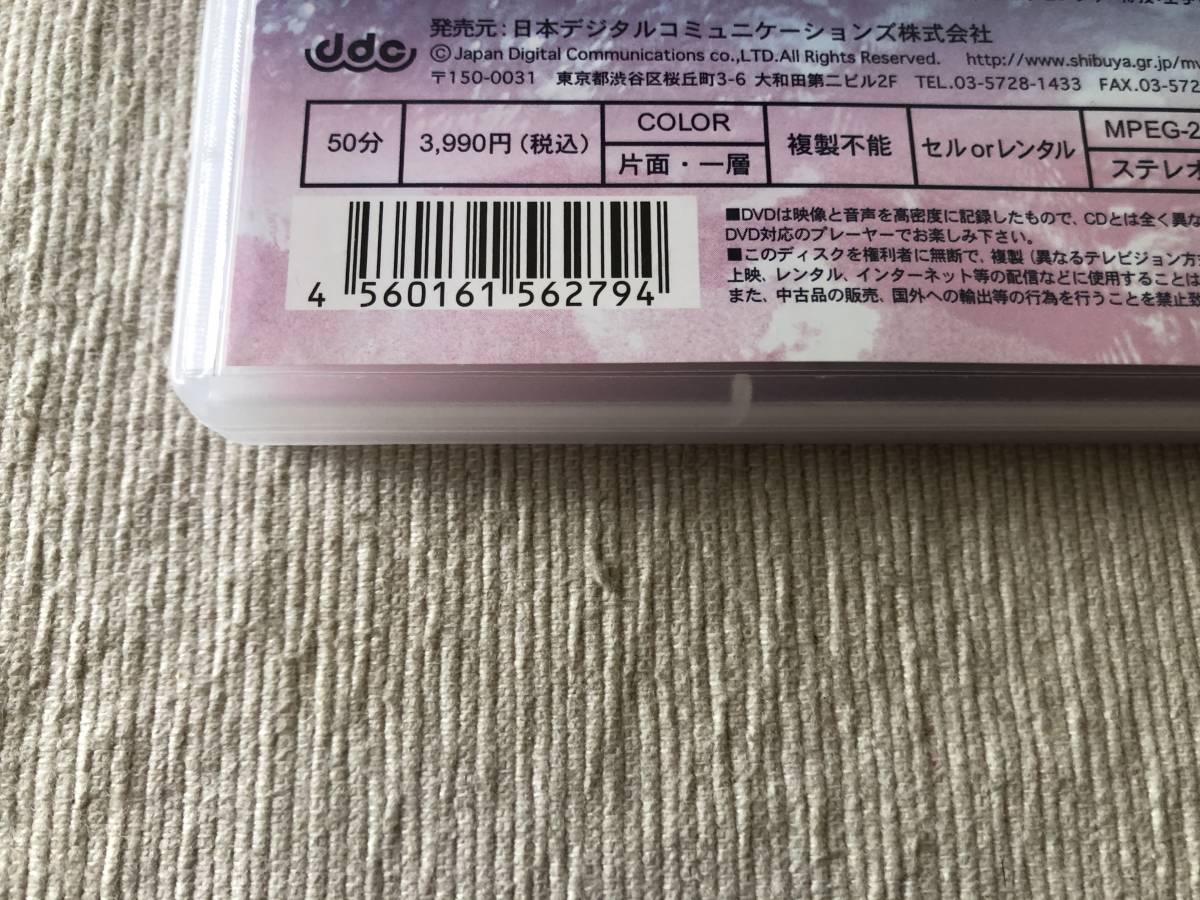 発売元：日本デジタルコミュニケーションズ株式会社
ddc
©Japan Digital Communications co.,LTD.All Rights Reserved. http://www.shibuya.gr.jp/mv
〒150-0031 東京都渋谷区桜丘町3-6 大和田第二ビル2F TEL.03-5728-1433 FAX.03-572
50分 3,990円（税込） COLOR 複製不能 セルorレンタル MPEG-2
片面・一層 ステレオ
■DVDは映像と音声を高密度に記録したもので、CDとは全く異な
DVD対応のプレーヤーでお楽しみ下さい。
■このディスクを権利者に無断で、複製（異なるテレビジョン方式
上映、レンタル、インターネット等の配信などに使用することは
また、中古品の販売、国外への輸出等の行為を行うことを禁止致
4 560161 562794